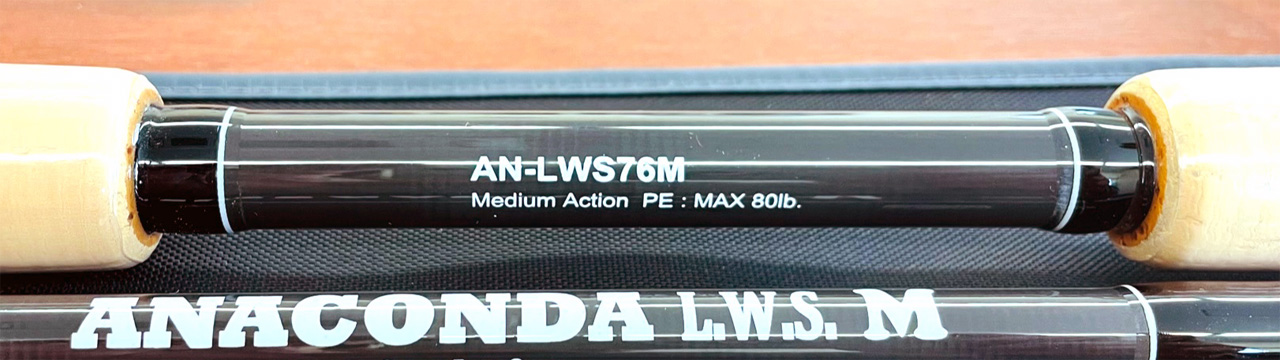 AN-LWS76M
Medium Action PE : MAX 80lb.
ANACONDA L.W.S. M